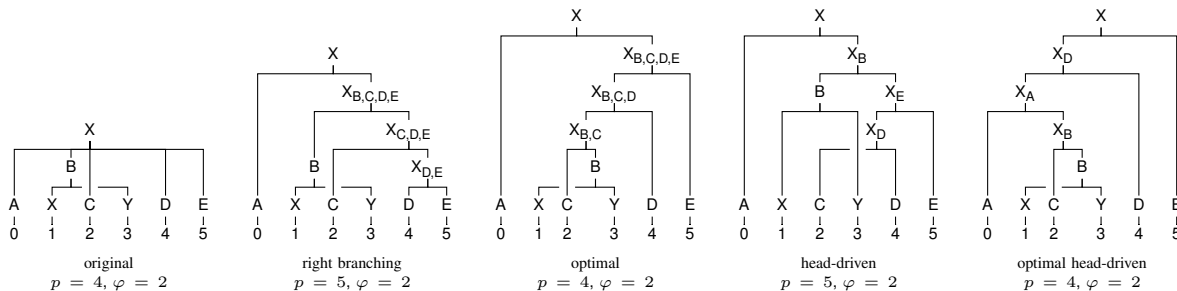 X
B
A X C Y D E
0 1 2 3 4 5
original
p = 4, φ = 2
X
X_{B,C,D,E}
X_{C,D,E}
B X_{D,E}
A X C Y D E
0 1 2 3 4 5
right branching
p = 5, φ = 2
X
X_{B,C,D,E}
X_{B,C,D}
X_{B,C}
B
A X C Y D E
0 1 2 3 4 5
optimal
p = 4, φ = 2
X
X_B
B X_E
X_D
A X C Y D E
0 1 2 3 4 5
head-driven
p = 5, φ = 2
X
X_D
X_A
X_B
B
A X C Y D E
0 1 2 3 4 5
optimal head-driven
p = 4, φ = 2